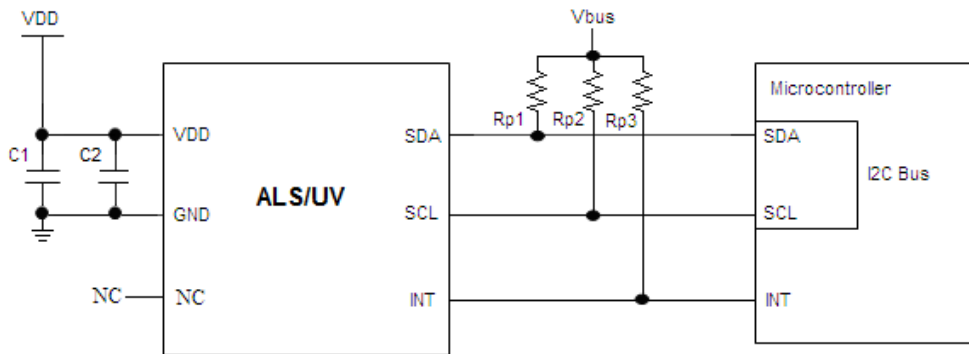 VDD
Vbus
Microcontroller
Rp1
Rp2
Rp3
VDD
SDA
SDA
C1
C2
I2C Bus
ALS/UV
GND
SCL
SCL
NC
NC
INT
INT